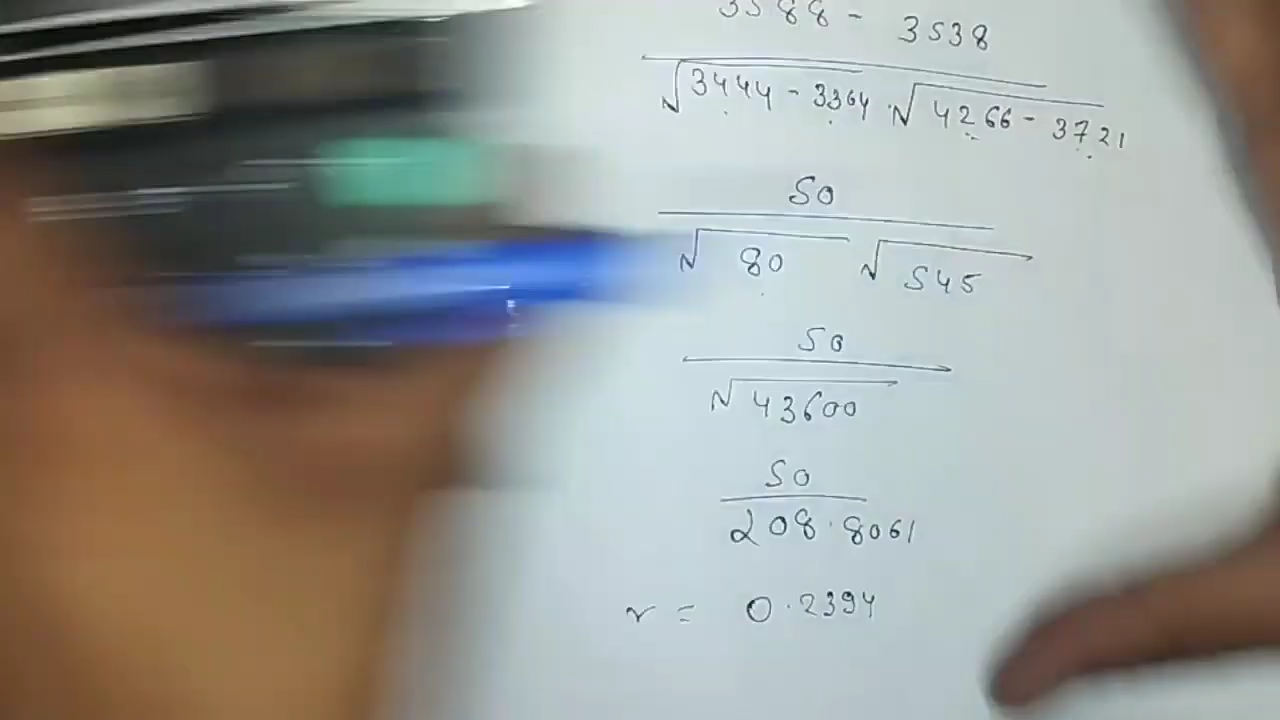 3588 - 3538
√3444 - 3364 · √4266 - 3721
50
√80 √545
50
√43600
50
208.8061
r = 0.2394